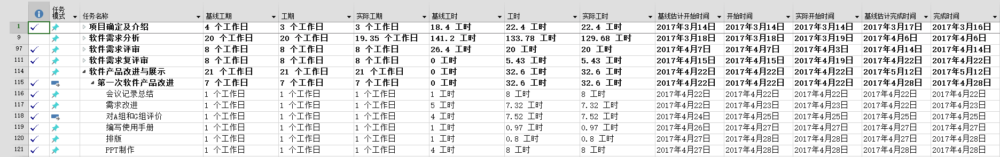 任务模式 任务名称 基线工期 工期 实际工期 基线工时 工时 实际工时 基线估计开始时间 开始时间 实际开始时间 基线估计完成时间 完成时间
1 项目确定及介绍 4 个工作日 3 个工作日 3 个工作日 18.4 工时 22.4 工时 22.4 工时 2017年3月14日 2017年3月14日 2017年3月14日 2017年3月17日 2017年3月16日
9 软件需求分析 20 个工作日 20 个工作日 19.35 个工作日 141.2 工时 133.78 工时 129.68 工时 2017年3月18日 2017年3月18日 2017年3月19日 2017年4月6日 2017年4月6日
97 软件需求评审 8 个工作日 8 个工作日 8 个工作日 26.4 工时 20 工时 20 工时 2017年4月7日 2017年4月7日 2017年4月3日 2017年4月14日 2017年4月14日
111 软件需求复评审 8 个工作日 8 个工作日 8 个工作日 0 工时 5.43 工时 5.43 工时 2017年4月15日 2017年4月15日 2017年4月19日 2017年4月22日 2017年4月22日
114 软件产品改进与展示 21 个工作日 21 个工作日 21 个工作日 0 工时 32.6 工时 32.6 工时 2017年4月22日 2017年4月22日 2017年4月22日 2017年5月12日 2017年5月12日
115 第一次软件产品改进 7 个工作日 7 个工作日 7 个工作日 0 工时 32.6 工时 32.6 工时 2017年4月22日 2017年4月22日 2017年4月22日 2017年4月28日 2017年4月28日
116 会议记录总结 1 个工作日 1 个工作日 1 个工作日 1 工时 8 工时 8 工时 2017年4月22日 2017年4月22日 2017年4月22日 2017年4月22日 2017年4月22日
117 需求改进 1 个工作日 1 个工作日 1 个工作日 5 工时 7.32 工时 7.32 工时 2017年4月22日 2017年4月23日 2017年4月23日 2017年4月22日 2017年4月23日
118 对A组和G组评价 1 个工作日 1 个工作日 1 个工作日 4 工时 7.52 工时 7.52 工时 2017年4月24日 2017年4月25日 2017年4月25日 2017年4月24日 2017年4月25日
119 编写使用手册 1 个工作日 1 个工作日 1 个工作日 1 工时 0.97 工时 0.97 工时 2017年4月26日 2017年4月27日 2017年4月27日 2017年4月26日 2017年4月27日
120 排版 1 个工作日 1 个工作日 1 个工作日 1 工时 0.8 工时 0.8 工时 2017年4月27日 2017年4月28日 2017年4月28日 2017年4月27日 2017年4月28日
121 PPT制作 1 个工作日 1 个工作日 1 个工作日 4 工时 8 工时 8 工时 2017年4月27日 2017年4月28日 2017年4月28日 2017年4月27日 2017年4月28日